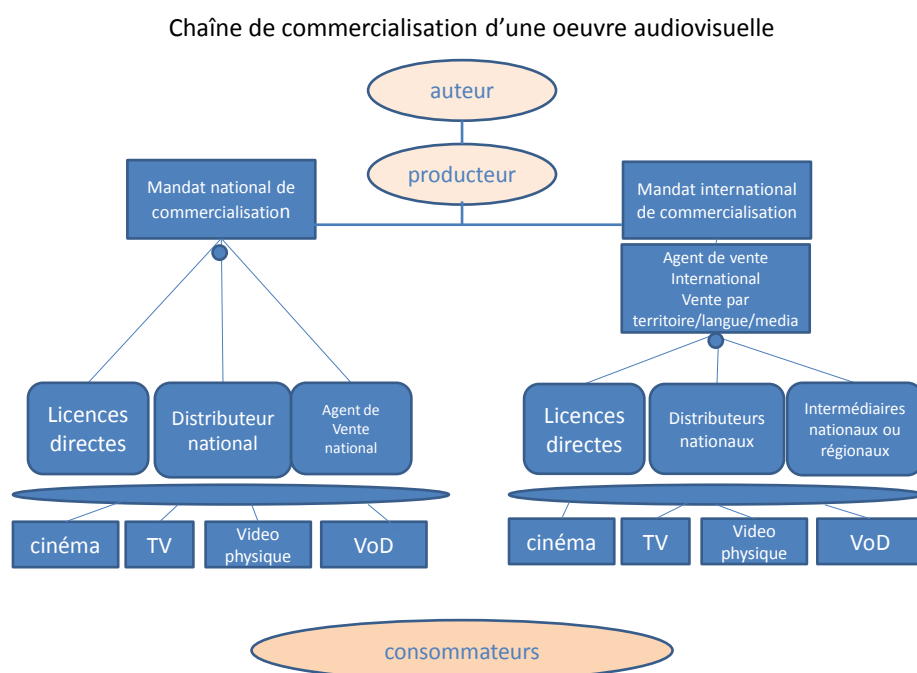 Chaîne de commercialisation d’une oeuvre audiovisuelle
auteur
producteur
Mandat national de
commercialisation
Mandat international
de commercialisation
Agent de vente
International
Vente par
territoire/langue/media
Licences
directes
Distributeur
national
Agent de
Vente
national
Licences
directes
Distributeurs
nationaux
Intermédiaires
nationaux ou
régionaux
cinéma
TV
Video
physique
VoD
cinéma
TV
Video
physique
VoD
consommateurs